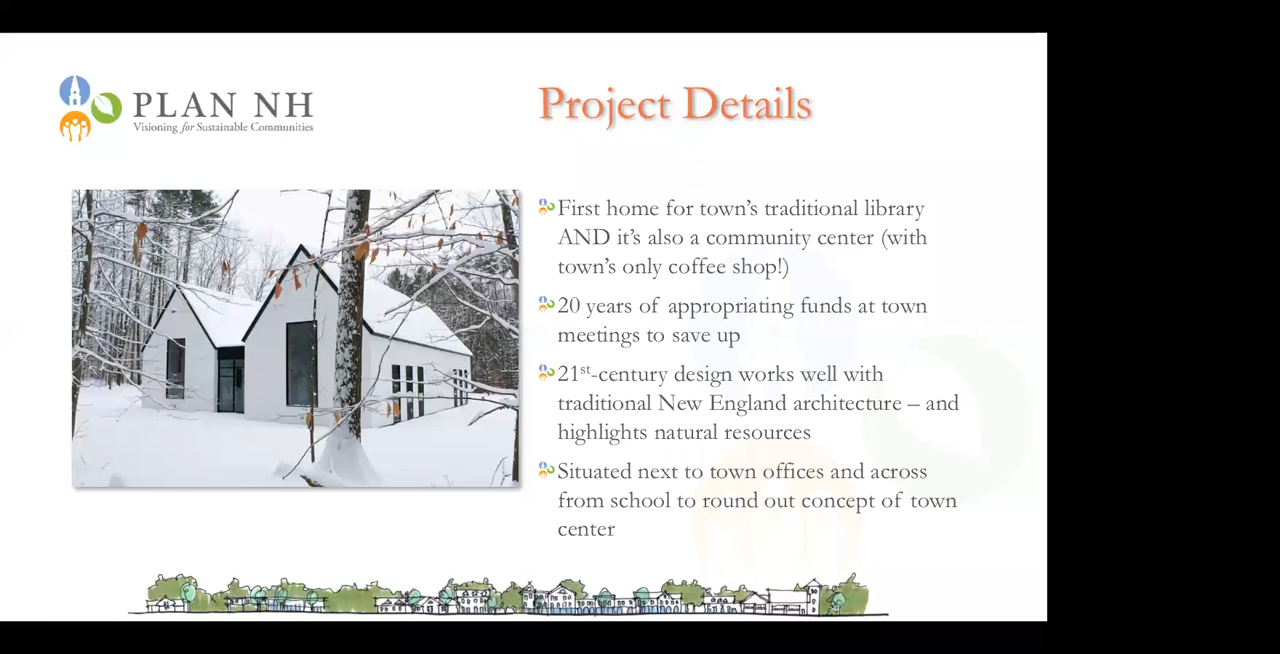 PLAN NH
Visioning for Sustainable Communities
Project Details
First home for town's traditional library
AND it's also a community center (with
town's only coffee shop!)
20 years of appropriating funds at town
meetings to save up
21st-century design works well with
traditional New England architecture – and
highlights natural resources
Situated next to town offices and across
from school to round out concept of town
center